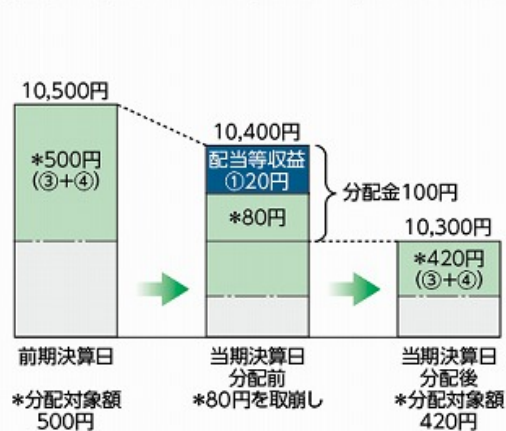 10,500円
*500円
(③+④)
前期決算日
*分配対象額
500円
10,400円
配当等収益
①20円
*80円
分配金100円
当期決算日
分配前
*80円を取崩し
10,300円
*420円
(③+④)
当期決算日
分配後
*分配対象額
420円